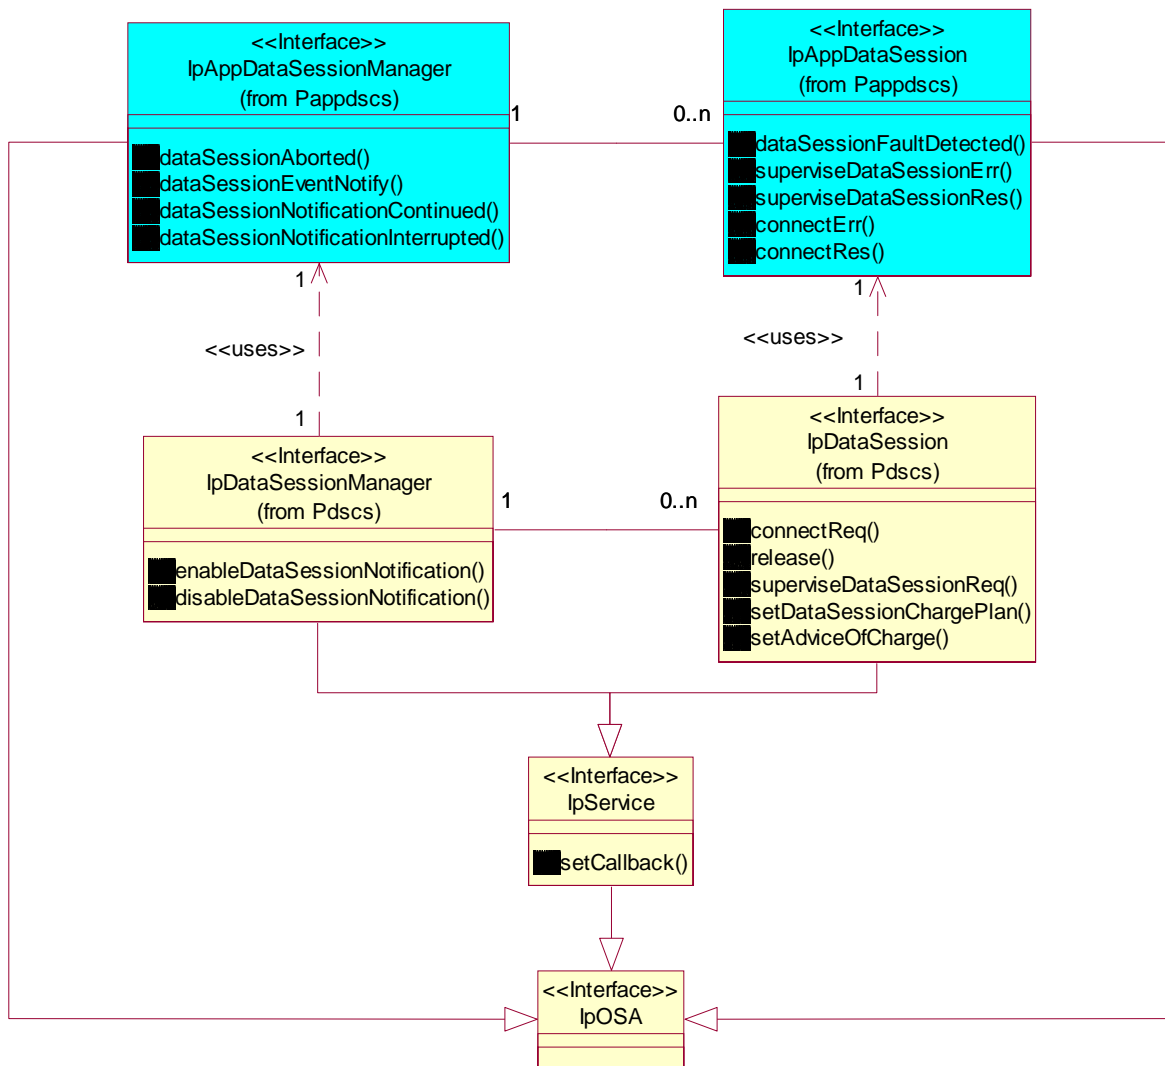 <<Interface>>
IpAppDataSessionManager
(from Pappdscs)
dataSessionAborted()
dataSessionEventNotify()
dataSessionNotificationContinued()
dataSessionNotificationInterrupted()
1
0..n
<<Interface>>
IpAppDataSession
(from Pappdscs)
dataSessionFaultDetected()
superviseDataSessionErr()
superviseDataSessionRes()
connectErr()
connectRes()
1
<<uses>>
1
1
<<uses>>
1
<<Interface>>
IpDataSessionManager
(from Pdscs)
enableDataSessionNotification()
disableDataSessionNotification()
1
0..n
<<Interface>>
IpDataSession
(from Pdscs)
connectReq()
release()
superviseDataSessionReq()
setDataSessionChargePlan()
setAdviceOfCharge()
<<Interface>>
IpService
setCallback()
<<Interface>>
IpOSA